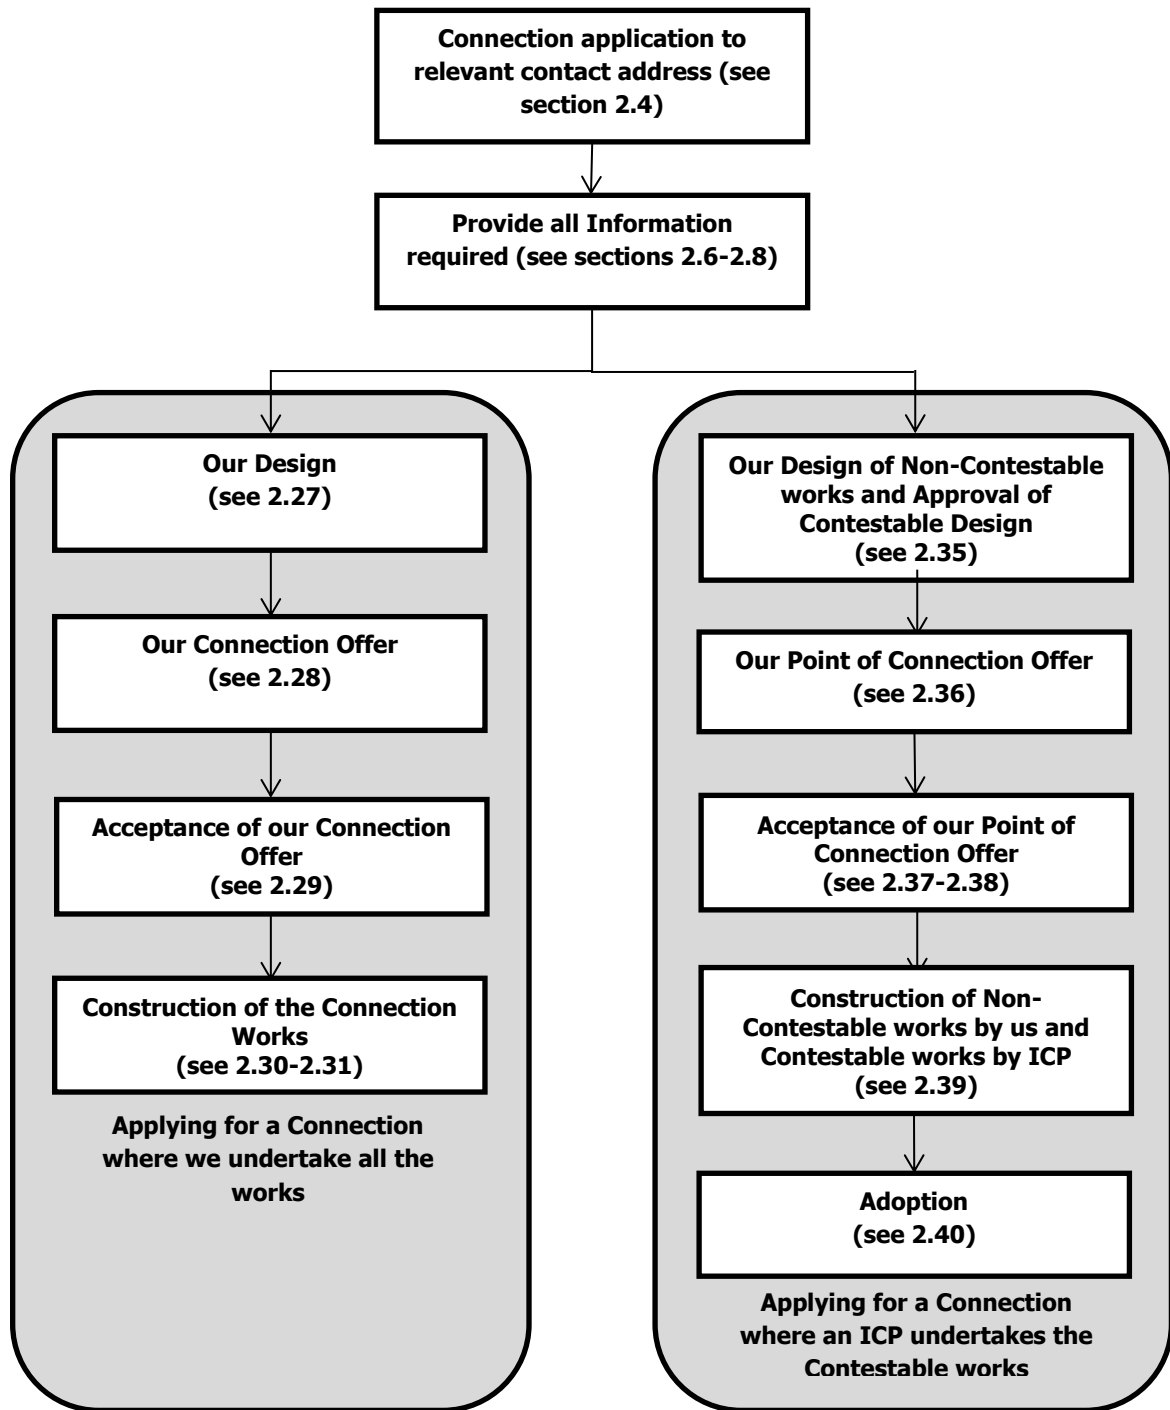 Connection application to
relevant contact address (see
section 2.4)
Provide all Information
required (see sections 2.6-2.8)
Our Design
(see 2.27)
Our Connection Offer
(see 2.28)
Acceptance of our Connection
Offer
(see 2.29)
Construction of the Connection
Works
(see 2.30-2.31)
Applying for a Connection
where we undertake all the
works
Our Design of Non-Contestable
works and Approval of
Contestable Design
(see 2.35)
Our Point of Connection Offer
(see 2.36)
Acceptance of our Point of
Connection Offer
(see 2.37-2.38)
Construction of Non-
Contestable works by us and
Contestable works by ICP
(see 2.39)
Adoption
(see 2.40)
Applying for a Connection
where an ICP undertakes the
Contestable works